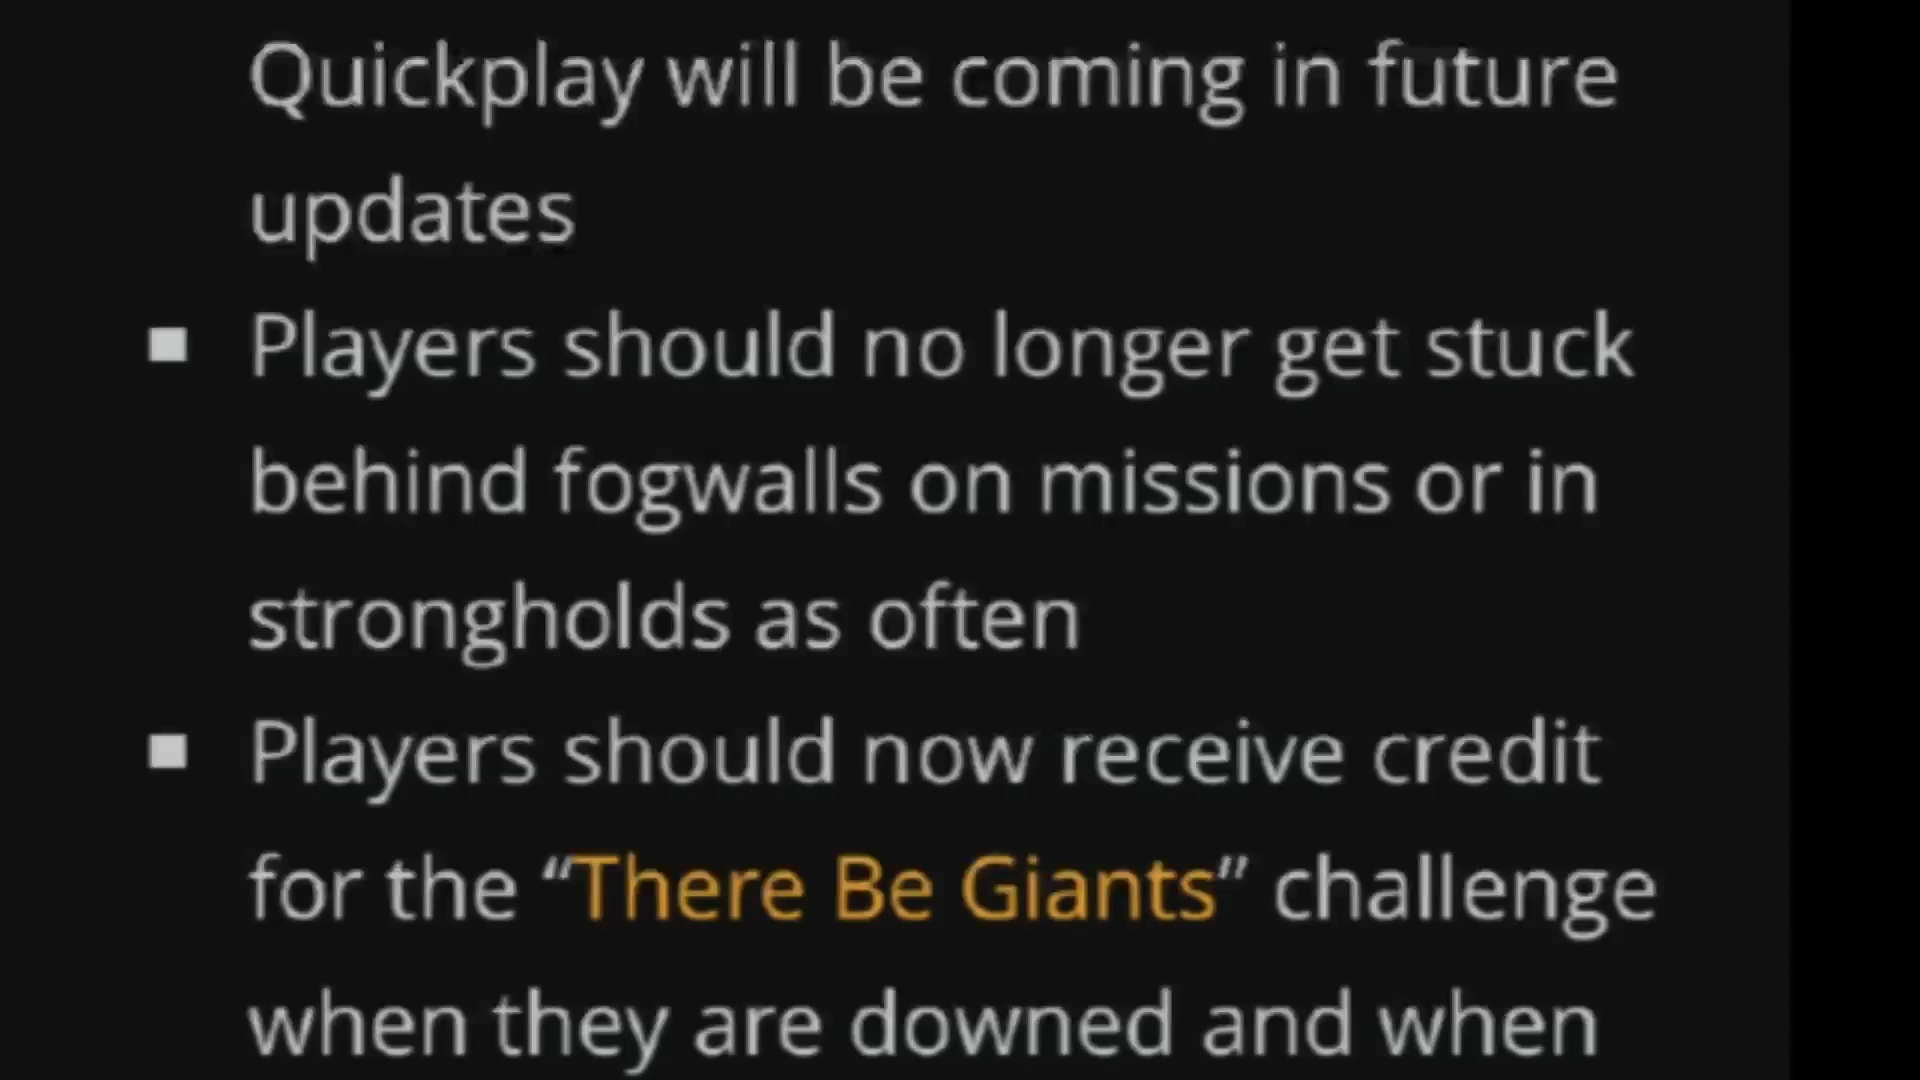 Quickplay will be coming in future
updates
▪ Players should no longer get stuck
behind fogwalls on missions or in
strongholds as often
▪ Players should now receive credit
for the “There Be Giants” challenge
when they are downed and when